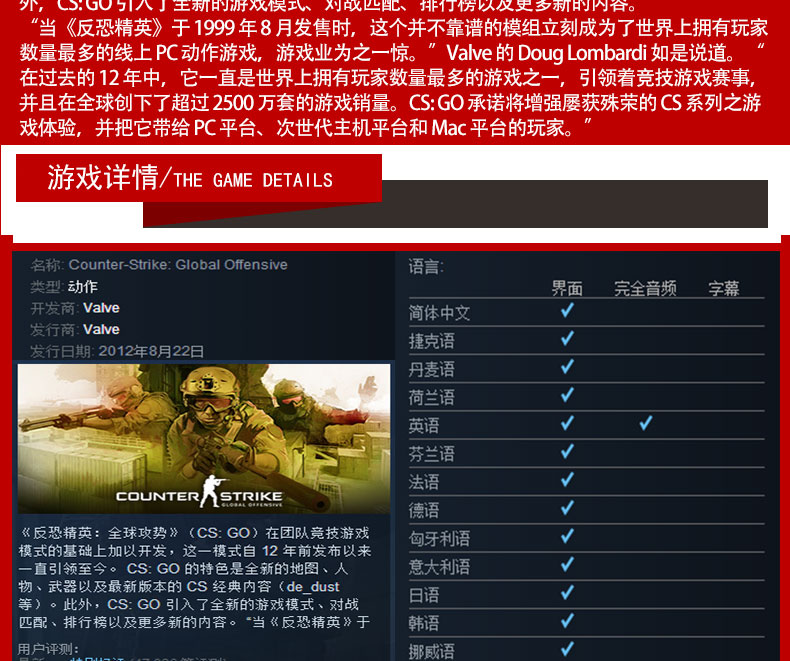 外，CS: GO 引入了全新的游戏模式、对战匹配、排行榜以及更多新的内容。
“当《反恐精英》于 1999 年 8 月发售时，这个并不靠谱的模组立刻成为了世界上拥有玩家
数量最多的线上 PC 动作游戏，游戏业为之一惊。” Valve 的 Doug Lombardi 如是说道。 “
在过去的 12 年中，它一直是世界上拥有玩家数量最多的游戏之一，引领着竞技游戏赛事，
并且在全球创下了超过 2500 万套的游戏销量。CS: GO 承诺将增强屡获殊荣的 CS 系列之游
戏体验，并把它带给 PC 平台、次世代主机平台和 Mac 平台的玩家。”
游戏详情/THE GAME DETAILS
名称: Counter-Strike: Global Offensive
类型: 动作
开发商: Valve
发行商: Valve
发行日期: 2012年8月22日
COUNTER STRIKE
GLOBAL OFFENSIVE
《反恐精英：全球攻势》（CS: GO）在团队竞技游戏
模式的基础上加以开发，这一模式自 12 年前发布以来
一直引领至今。 CS: GO 的特色是全新的地图、人
物、武器以及最新版本的 CS 经典内容（de_dust
等）。此外，CS: GO 引入了全新的游戏模式、对战
匹配、排行榜以及更多新的内容。 “当《反恐精英》于
用户评测:
语言:
界面 完全音频 字幕
简体中文
捷克语
丹麦语
荷兰语
英语
芬兰语
法语
德语
匈牙利语
意大利语
日语
韩语
挪威语